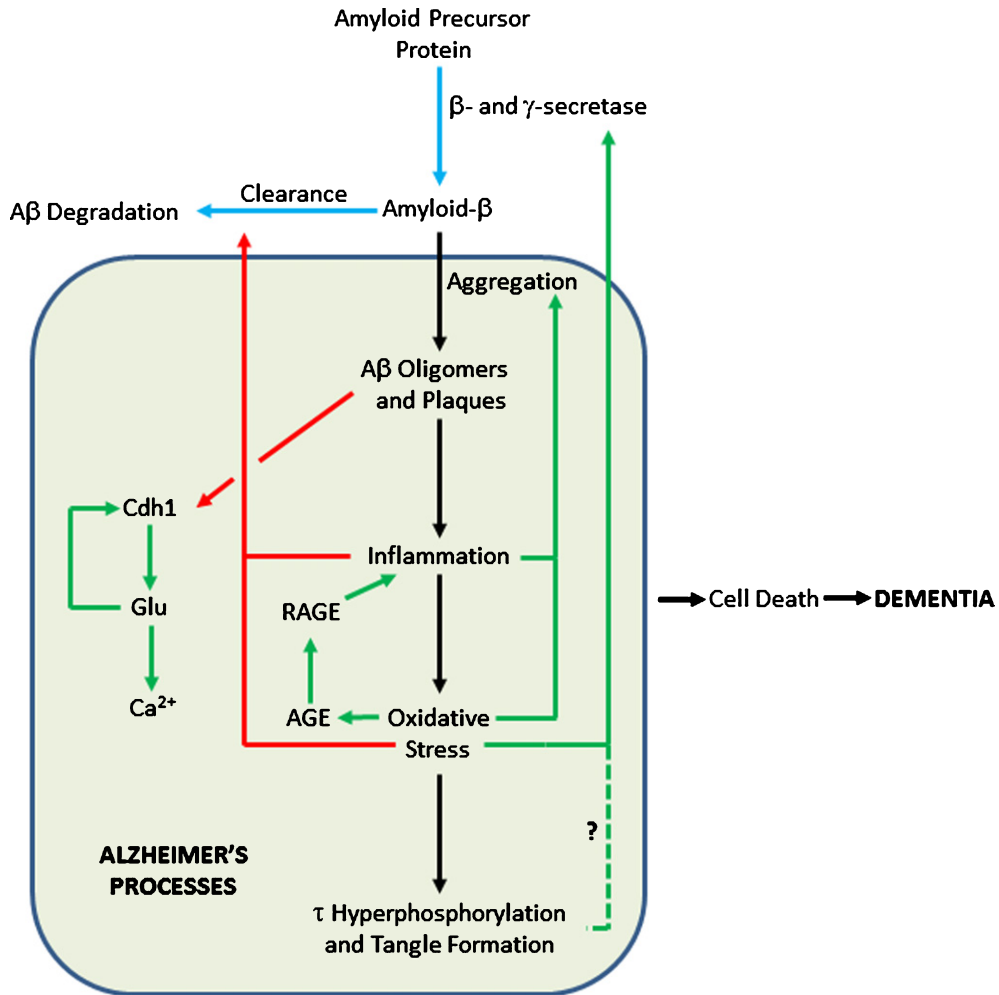 Amyloid Precursor
Protein
β- and γ-secretase
Clearance
Aβ Degradation
Amyloid-β
Aggregation
Aβ Oligomers
and Plaques
Cdh1
Inflammation
Glu
RAGE
Cell Death
DEMENTIA
Ca²⁺
AGE
Oxidative
Stress
?
ALZHEIMER'S
PROCESSES
τ Hyperphosphorylation
and Tangle Formation